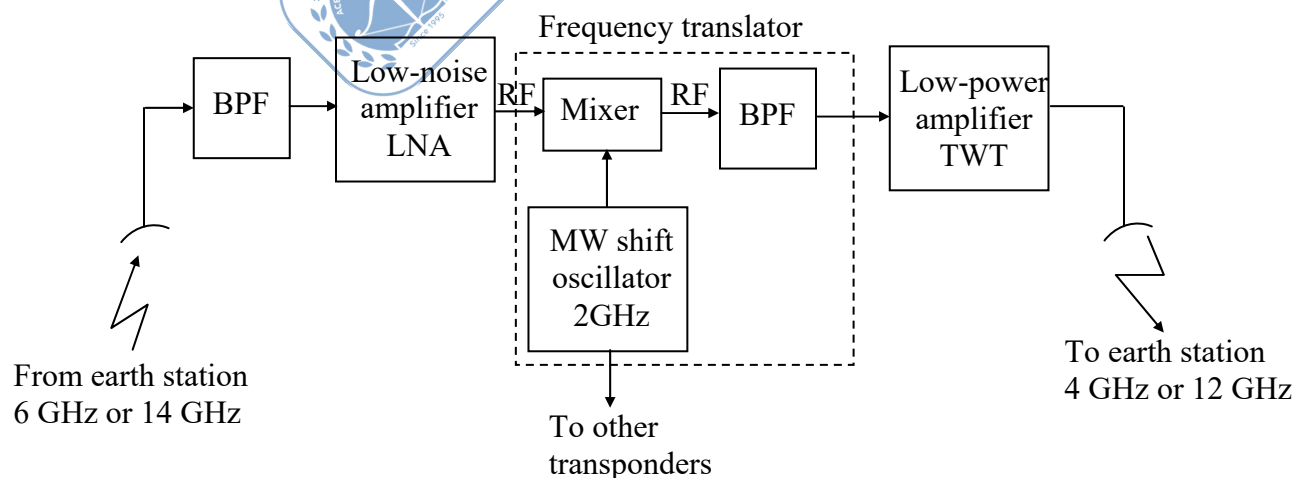 Frequency translator
BPF
Low-noise
amplifier
LNA
RF
Mixer
RF
BPF
Low-power
amplifier
TWT
MW shift
oscillator
2GHz
From earth station
6 GHz or 14 GHz
To other
transponders
To earth station
4 GHz or 12 GHz
Since 1995